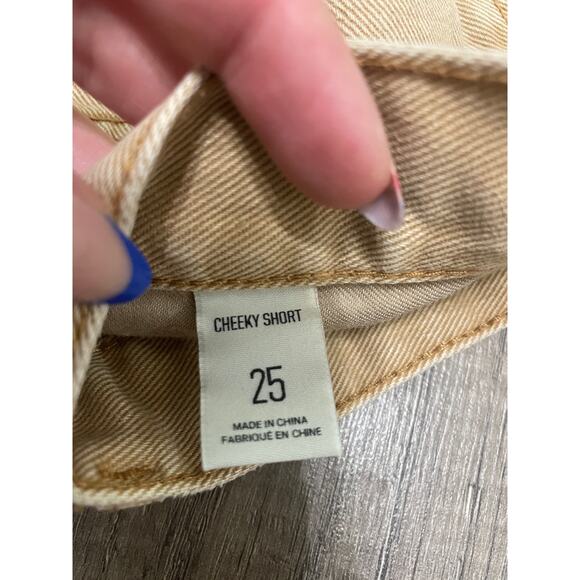 CHEEKY SHORT
25
MADE IN CHINA
FABRIQUÉ EN CHINE